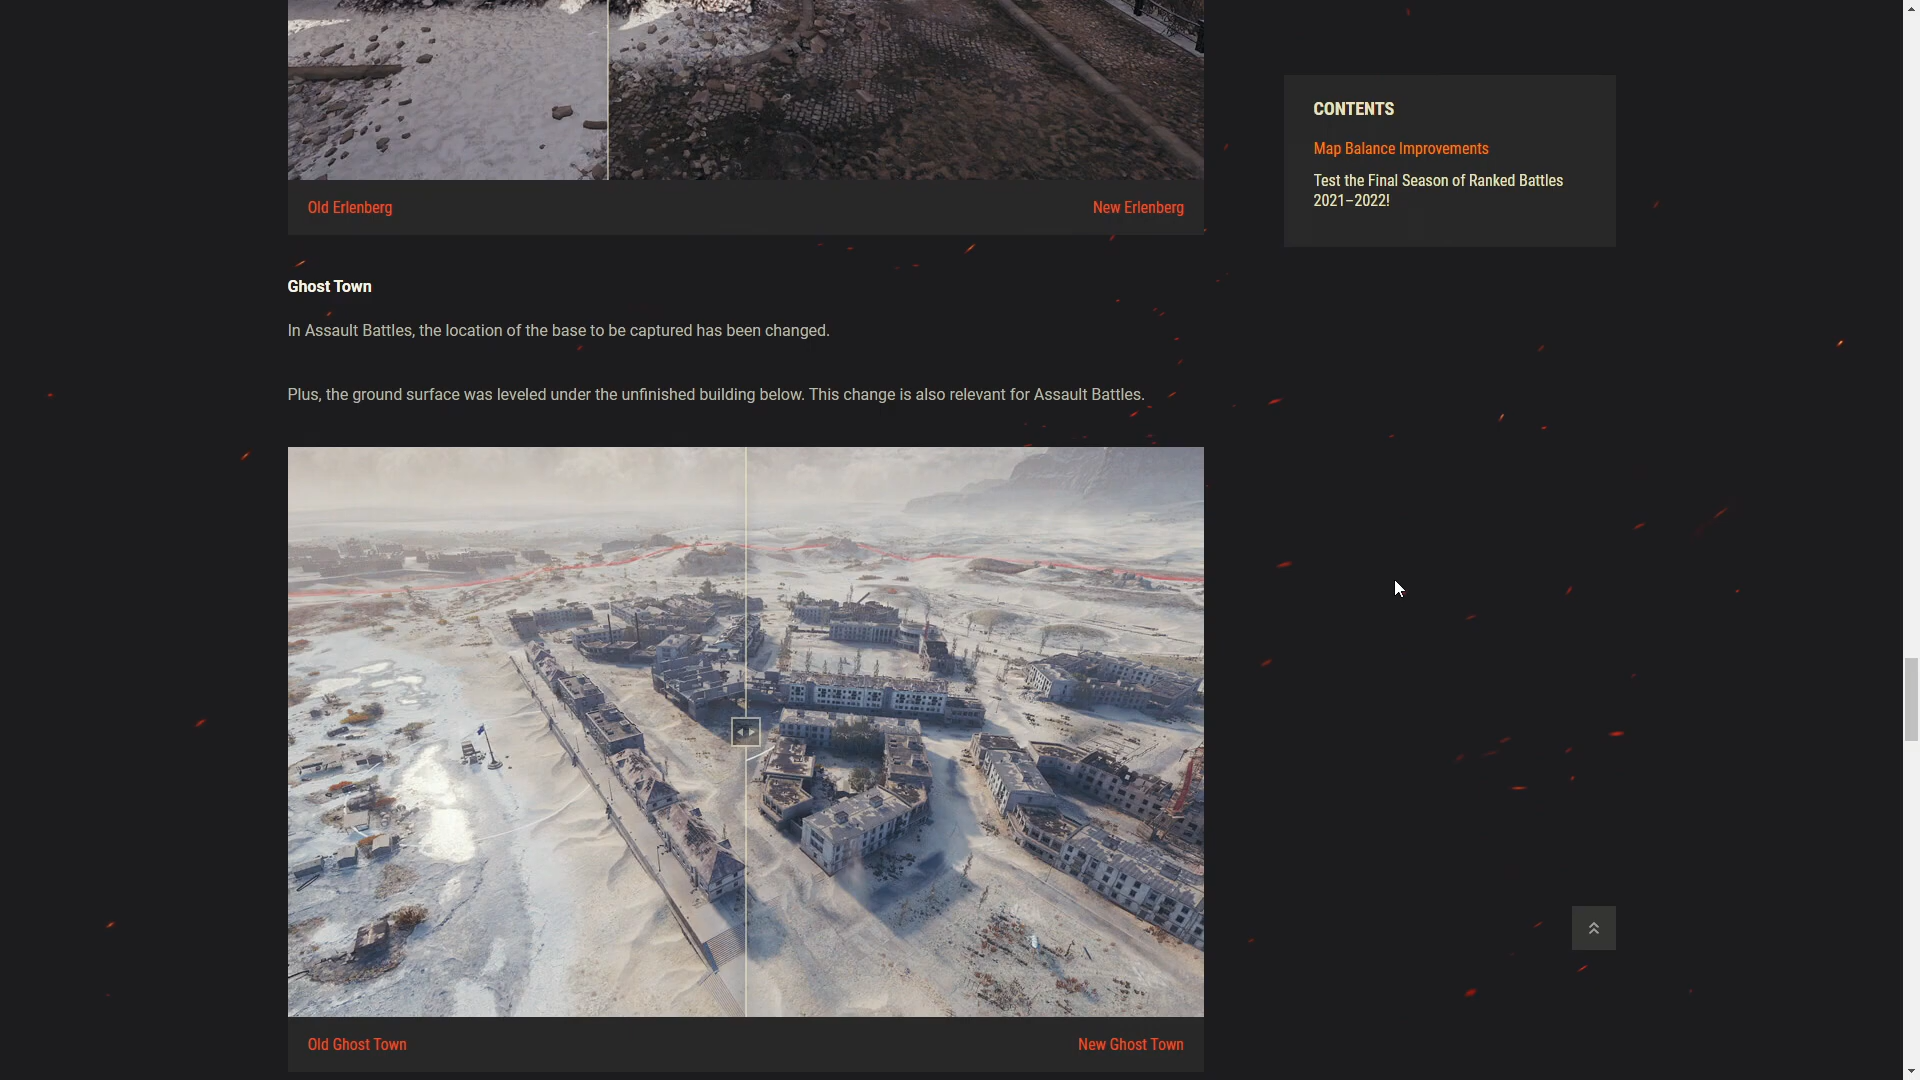 Old Erlenberg
New Erlenberg
Ghost Town
In Assault Battles, the location of the base to be captured has been changed.
Plus, the ground surface was leveled under the unfinished building below. This change is also relevant for Assault Battles.
Old Ghost Town
New Ghost Town
CONTENTS
Map Balance Improvements
Test the Final Season of Ranked Battles
2021–2022!